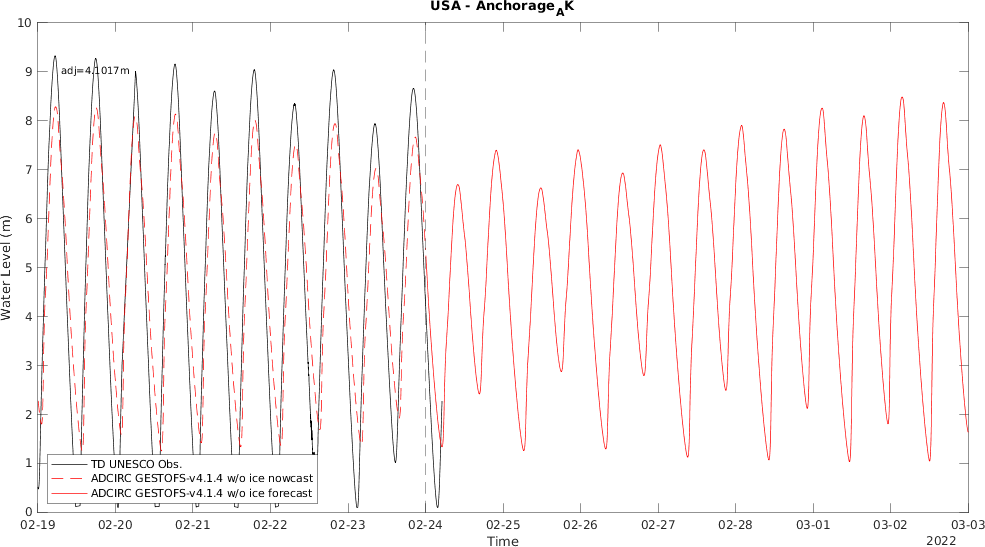 USA - Anchorage_AK
10
9
8
7
6
5
4
3
2
1
0
Water Level (m)
adj=4.1017m
TD UNESCO Obs.
ADCIRC GESTOFS-v4.1.4 w/o ice nowcast
ADCIRC GESTOFS-v4.1.4 w/o ice forecast
02-19 02-20 02-21 02-22 02-23 02-24 02-25 02-26 02-27 02-28 03-01 03-02 03-03
Time
2022